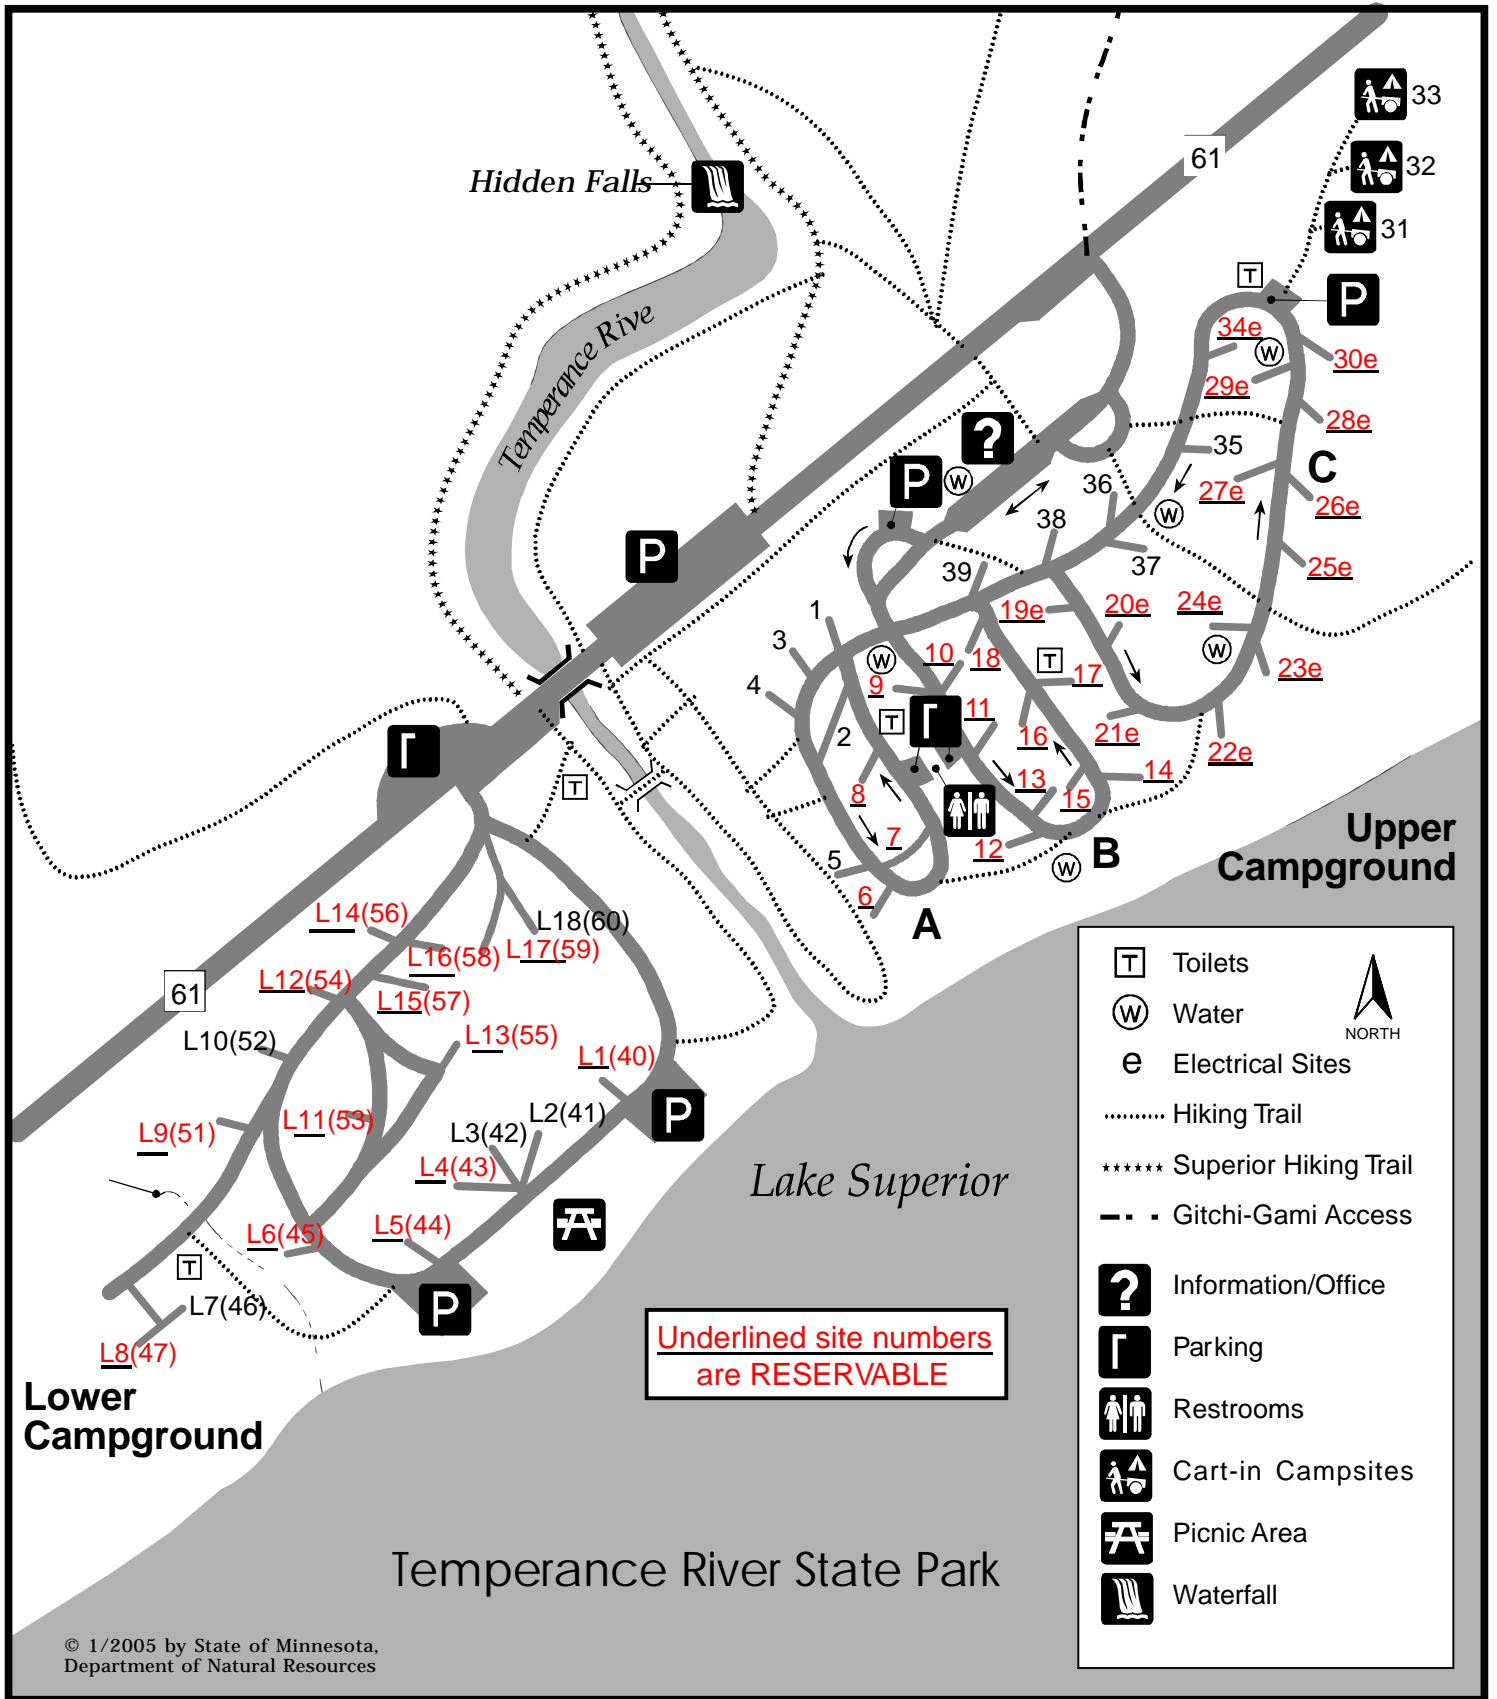 33
61
32
Hidden Falls
31
T
P
34e
W
30e
Temperance Rive
29e
28e
? 
35
C
P
W
36
27e
26e
W
38
P
37
25e
39
20e
24e
1
19e
3
W
10
18
T
W
4
9
17
23e
T
11
2
16
21e
22e
T
8
13
14
15
Upper
Campground
7
5
12
B
W
6
A
L14(56)
L18(60)
L16(58)
L17(59)
L12(54)
61
L15(57)
L10(52)
L13(55)
L1(40)
P
L11(53)
L2(41)
L9(51)
L3(42)
L4(43)
Lake Superior
L6(45)
L5(44)
T
L7(46)
P
L8(47)
Lower
Campground
Underlined site numbers
are RESERVABLE
T Toilets
W Water
NORTH
e Electrical Sites
Hiking Trail
Superior Hiking Trail
Gitchi-Gami Access
? Information/Office
Parking
Restrooms
Cart-in Campsites
Picnic Area
Waterfall
Temperance River State Park
© 1/2005 by State of Minnesota,
Department of Natural Resources